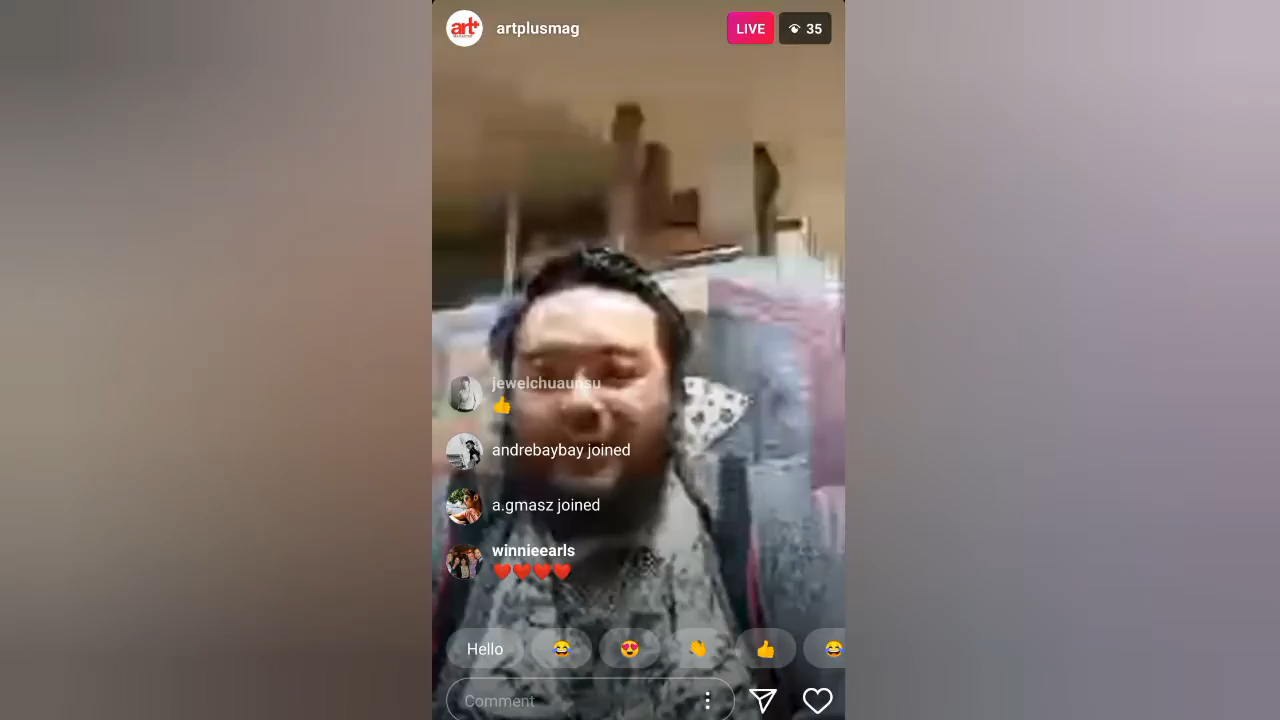 art+
artplusmag
LIVE
35
jewelchuaunsu
andrebaybay joined
a.gmasz joined
winnieearls
Hello
Comment